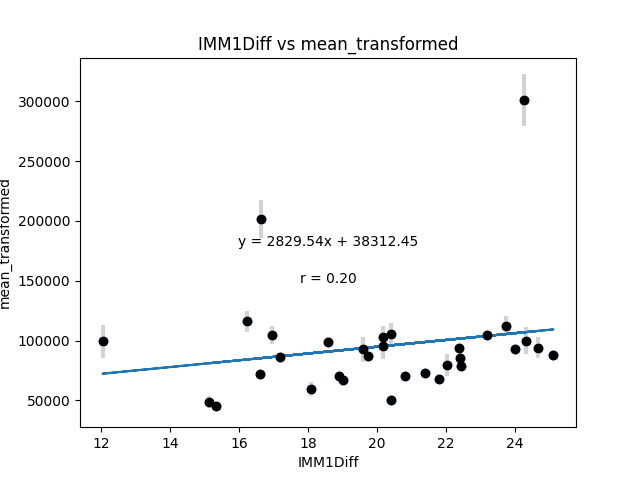 IMM1Diff vs mean_transformed
mean_transformed
300000
250000
200000
150000
100000
50000
y = 2829.54x + 38312.45
r = 0.20
12 14 16 18 20 22 24
IMM1Diff